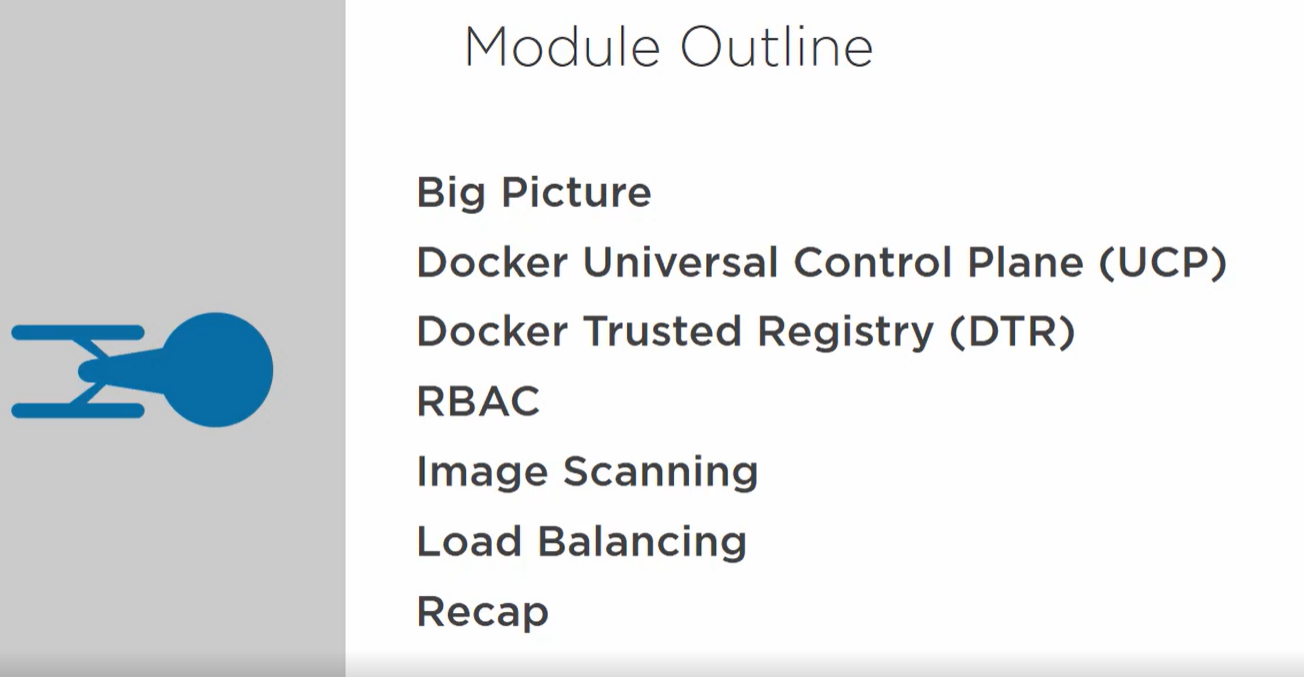 Module Outline
Big Picture
Docker Universal Control Plane (UCP)
Docker Trusted Registry (DTR)
RBAC
Image Scanning
Load Balancing
Recap